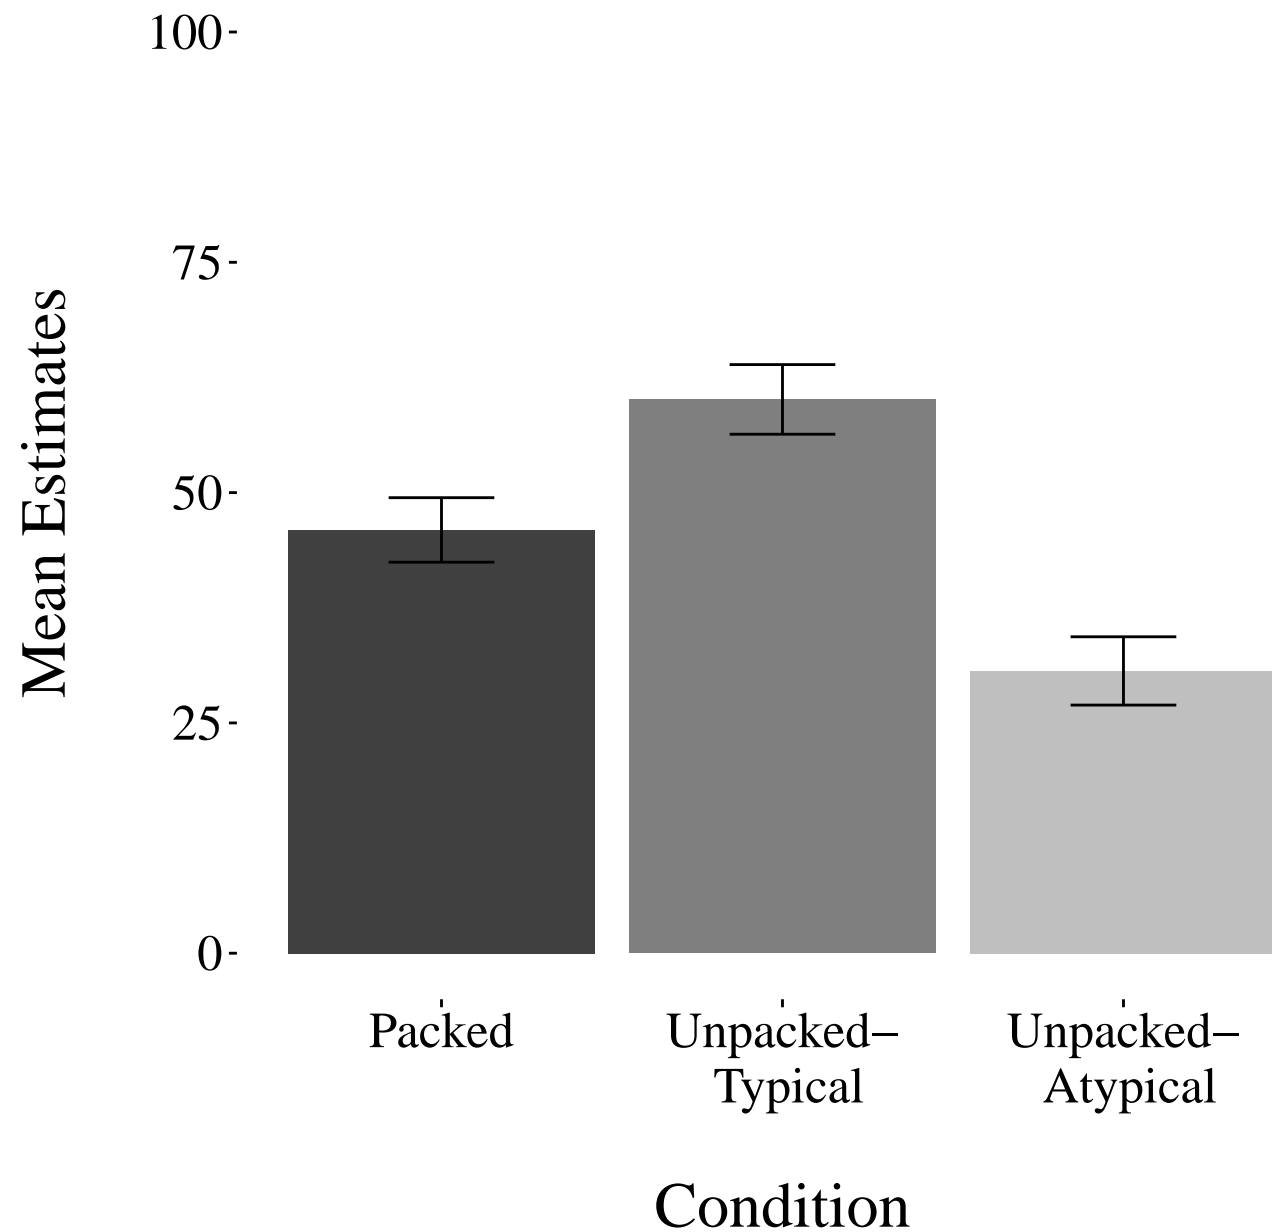 100
75
50
25
0
Mean Estimates
Packed
Unpacked–
Typical
Unpacked–
Atypical
Condition